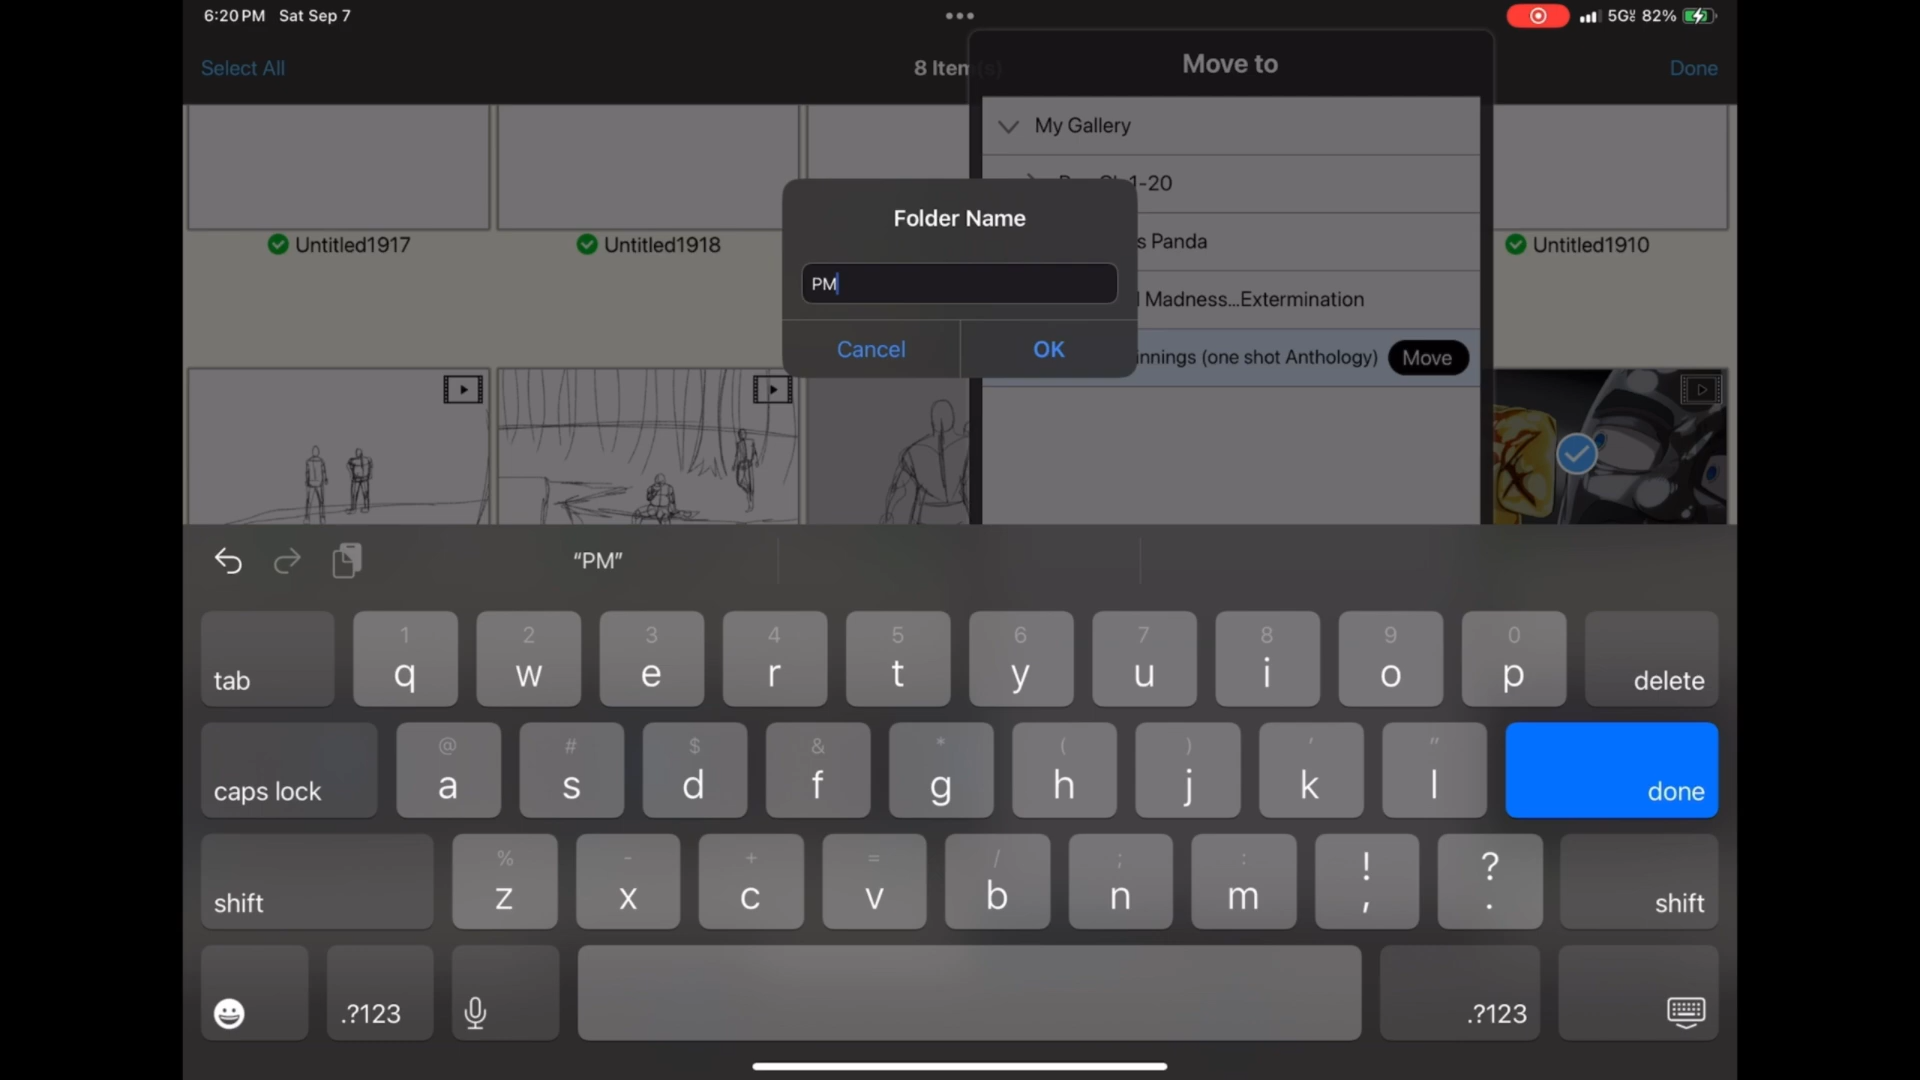 6:20 PM Sat Sep 7
5G 82%
Select All
8 Item(s)
Move to
Done
My Gallery
1-20
s Panda
Madness...Extermination
(one shot Anthology)
Move
Untitled1917
Untitled1918
Untitled1910
Folder Name
PM
Cancel
OK
“PM”
1 2 3 4 5 6 7 8 9 0
tab q w e r t y u i o p delete
@ # $ & * ( ) ' "
caps lock a s d f g h j k l done
% - + = / ; : ! ?
shift z x c v b n m , . shift
.?123 .?123